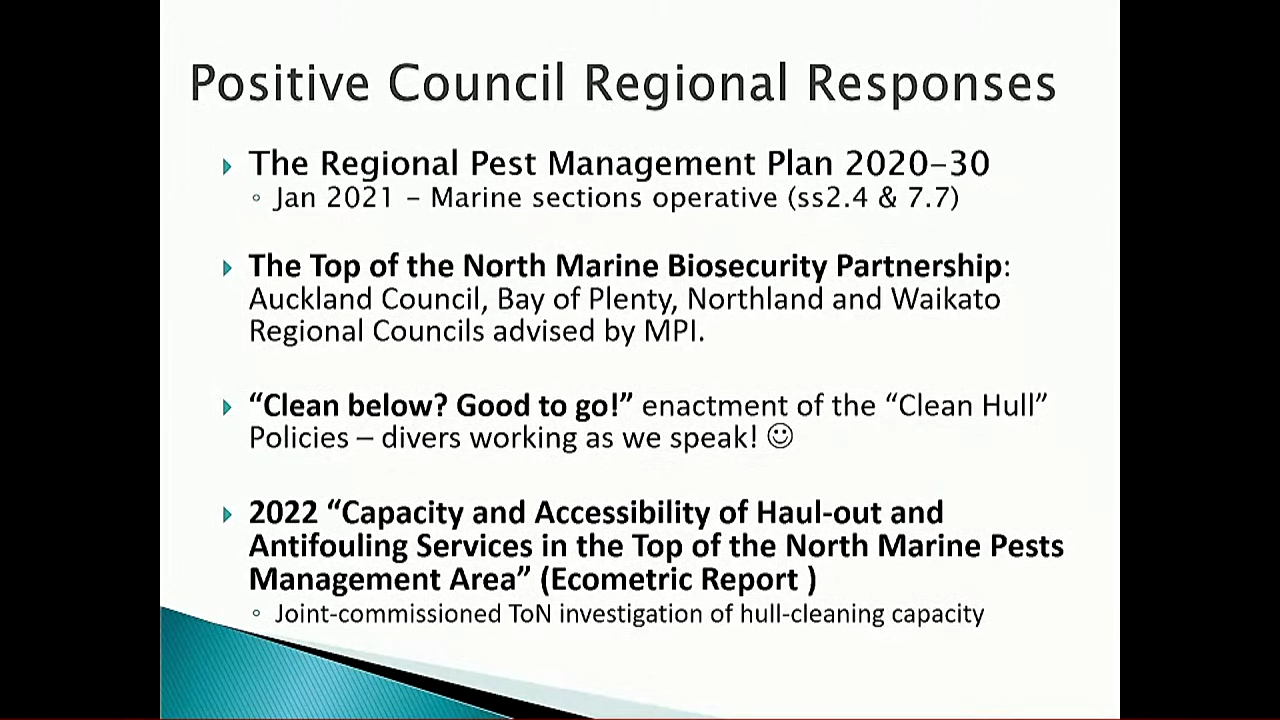 Positive Council Regional Responses
The Regional Pest Management Plan 2020–30
Jan 2021 – Marine sections operative (ss2.4 & 7.7)
The Top of the North Marine Biosecurity Partnership:
Auckland Council, Bay of Plenty, Northland and Waikato
Regional Councils advised by MPI.
“Clean below? Good to go!” enactment of the “Clean Hull”
Policies – divers working as we speak! ☺
2022 “Capacity and Accessibility of Haul-out and
Antifouling Services in the Top of the North Marine Pests
Management Area” (Ecometric Report )
Joint-commissioned ToN investigation of hull-cleaning capacity